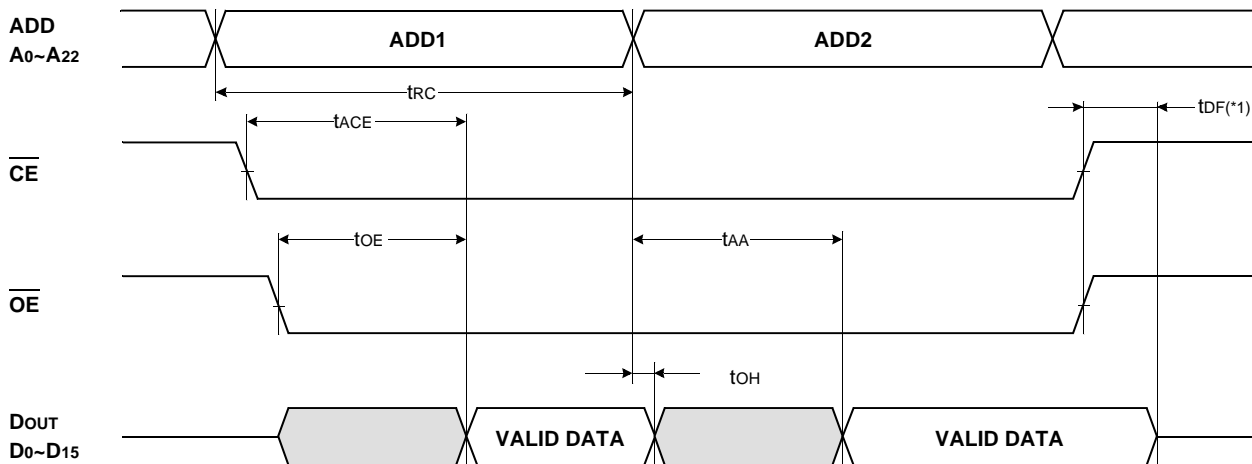 ADD
A0~A22
ADD1
ADD2
tRC
tDF(*1)
tACE
CE
tOE
tAA
OE
tOH
DOUT
D0~D15
VALID DATA
VALID DATA